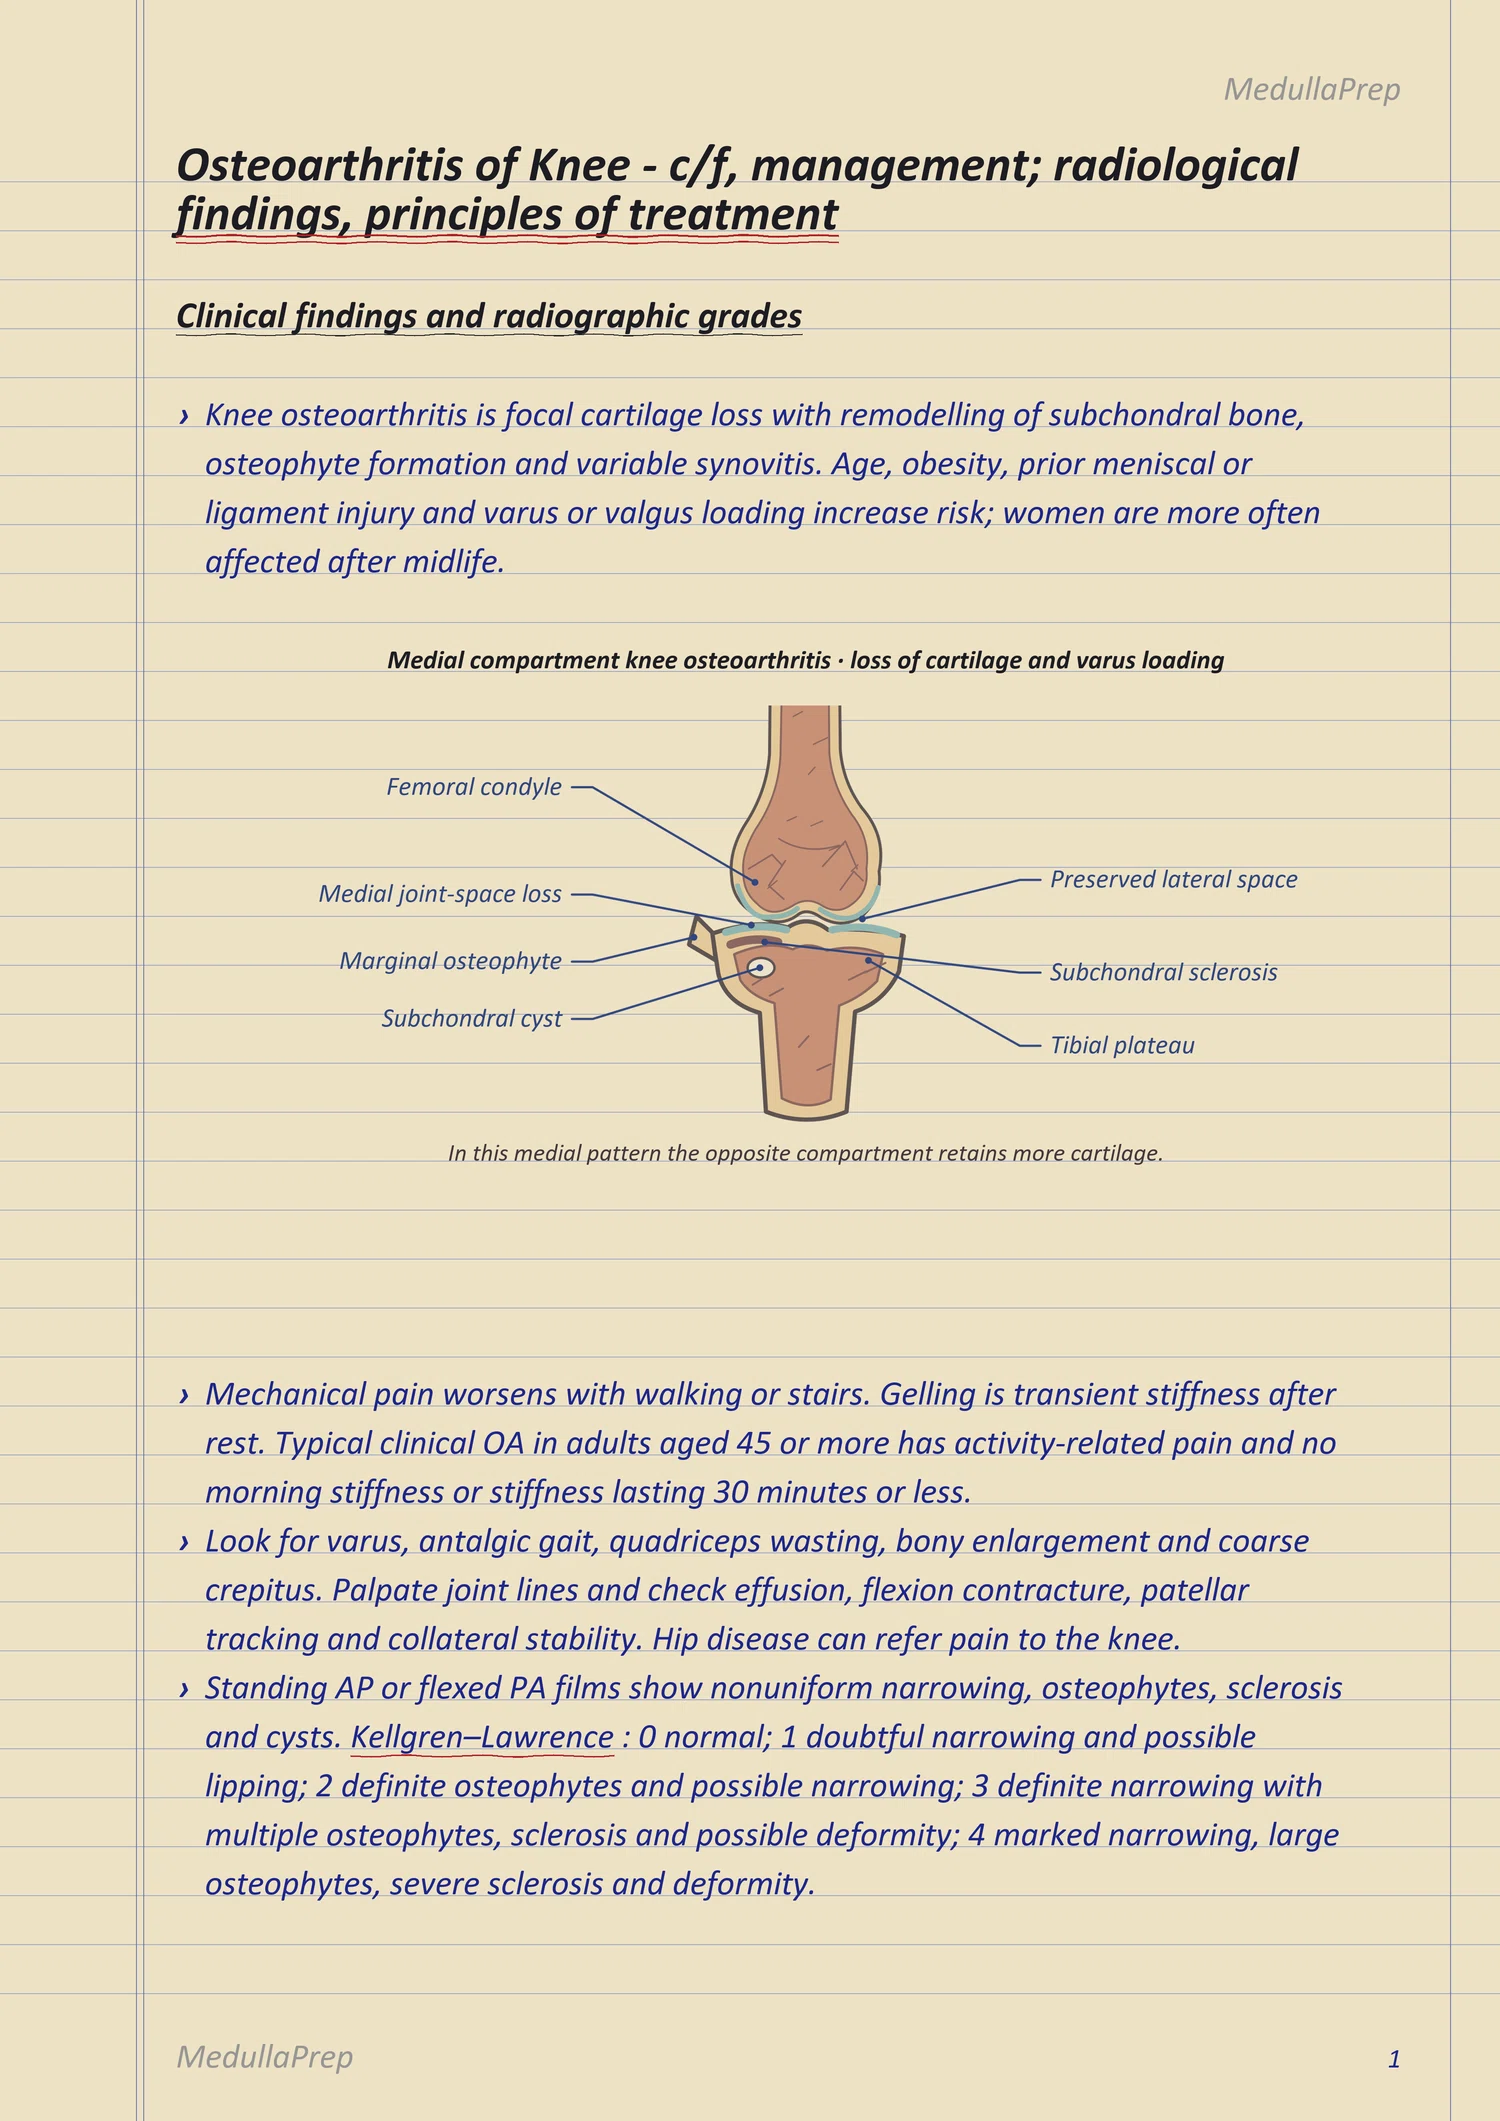 MedullaPrep
Osteoarthritis of Knee - c/f, management; radiological
findings, principles of treatment
Clinical findings and radiographic grades
› Knee osteoarthritis is focal cartilage loss with remodelling of subchondral bone,
osteophyte formation and variable synovitis. Age, obesity, prior meniscal or
ligament injury and varus or valgus loading increase risk; women are more often
affected after midlife.
Medial compartment knee osteoarthritis · loss of cartilage and varus loading
Femoral condyle
Medial joint-space loss
Marginal osteophyte
Subchondral cyst
Preserved lateral space
Subchondral sclerosis
Tibial plateau
In this medial pattern the opposite compartment retains more cartilage.
› Mechanical pain worsens with walking or stairs. Gelling is transient stiffness after
rest. Typical clinical OA in adults aged 45 or more has activity-related pain and no
morning stiffness or stiffness lasting 30 minutes or less.
› Look for varus, antalgic gait, quadriceps wasting, bony enlargement and coarse
crepitus. Palpate joint lines and check effusion, flexion contracture, patellar
tracking and collateral stability. Hip disease can refer pain to the knee.
› Standing AP or flexed PA films show nonuniform narrowing, osteophytes, sclerosis
and cysts. Kellgren–Lawrence : 0 normal; 1 doubtful narrowing and possible
lipping; 2 definite osteophytes and possible narrowing; 3 definite narrowing with
multiple osteophytes, sclerosis and possible deformity; 4 marked narrowing, large
osteophytes, severe sclerosis and deformity.
MedullaPrep
1